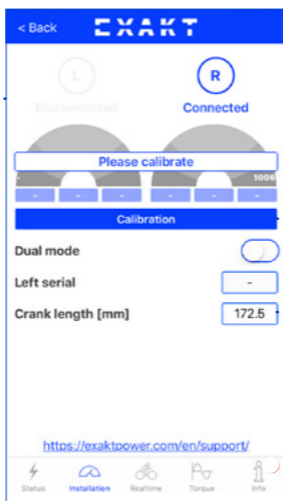 < Back EXAKT
L R
Disconnected Connected
Please calibrate
- 1006
- - - - - -
Calibration
Dual mode
Left serial -
Crank length [mm] 172.5
https://exaktpower.com/en/support/
Status Installation Realtime Torque Info